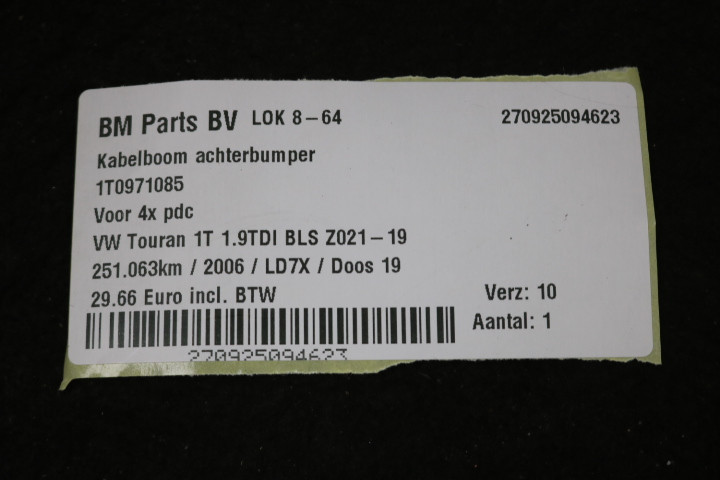 BM Parts BV LOK 8-64 270925094623
Kabelboom achterbumper
1T0971085
Voor 4x pdc
VW Touran 1T 1.9TDI BLS Z021-19
251.063km / 2006 / LD7X / Doos 19
29.66 Euro incl. BTW Verz: 10
Aantal: 1
270925094623